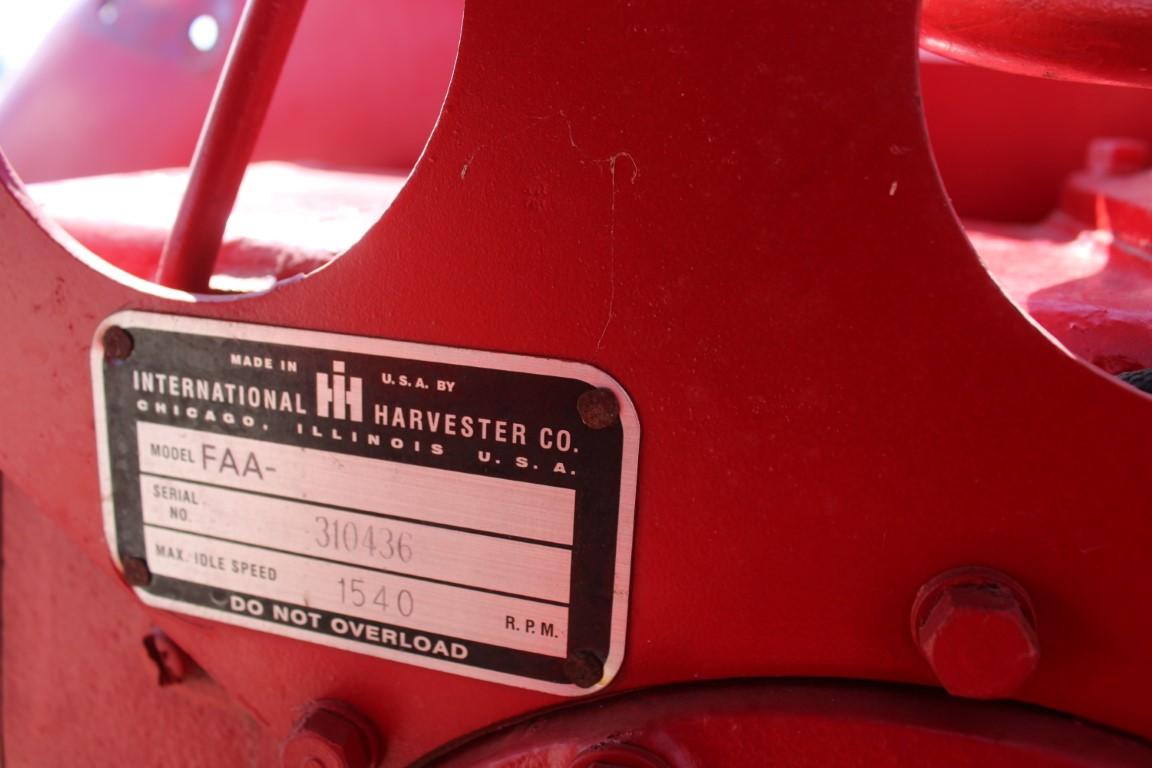 MADE IN IH U.S.A. BY
INTERNATIONAL HARVESTER CO.
CHICAGO, ILLINOIS U. S. A.
MODEL FAA-
SERIAL NO. 310436
MAX. IDLE SPEED 1540 R.P.M.
DO NOT OVERLOAD